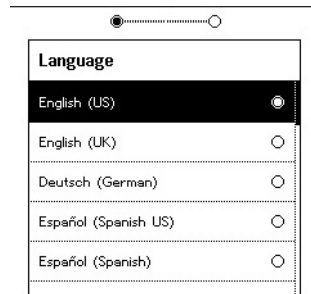 Language
English (US)
English (UK)
Deutsch (German)
Español (Spanish US)
Español (Spanish)